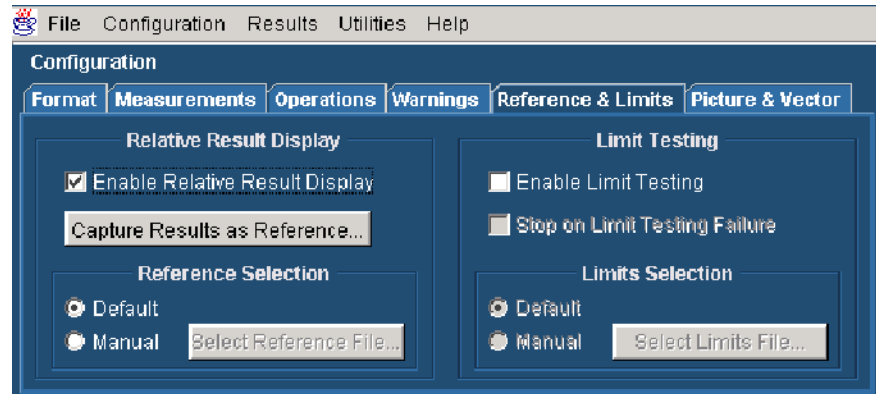 File Configuration Results Utilities Help
Configuration
Format Measurements Operations Warnings Reference & Limits Picture & Vector
Relative Result Display
Enable Relative Result Display
Capture Results as Reference...
Reference Selection
Default
Manual Select Reference File...
Limit Testing
Enable Limit Testing
Stop on Limit Testing Failure
Limits Selection
Default
Manual Select Limits File...